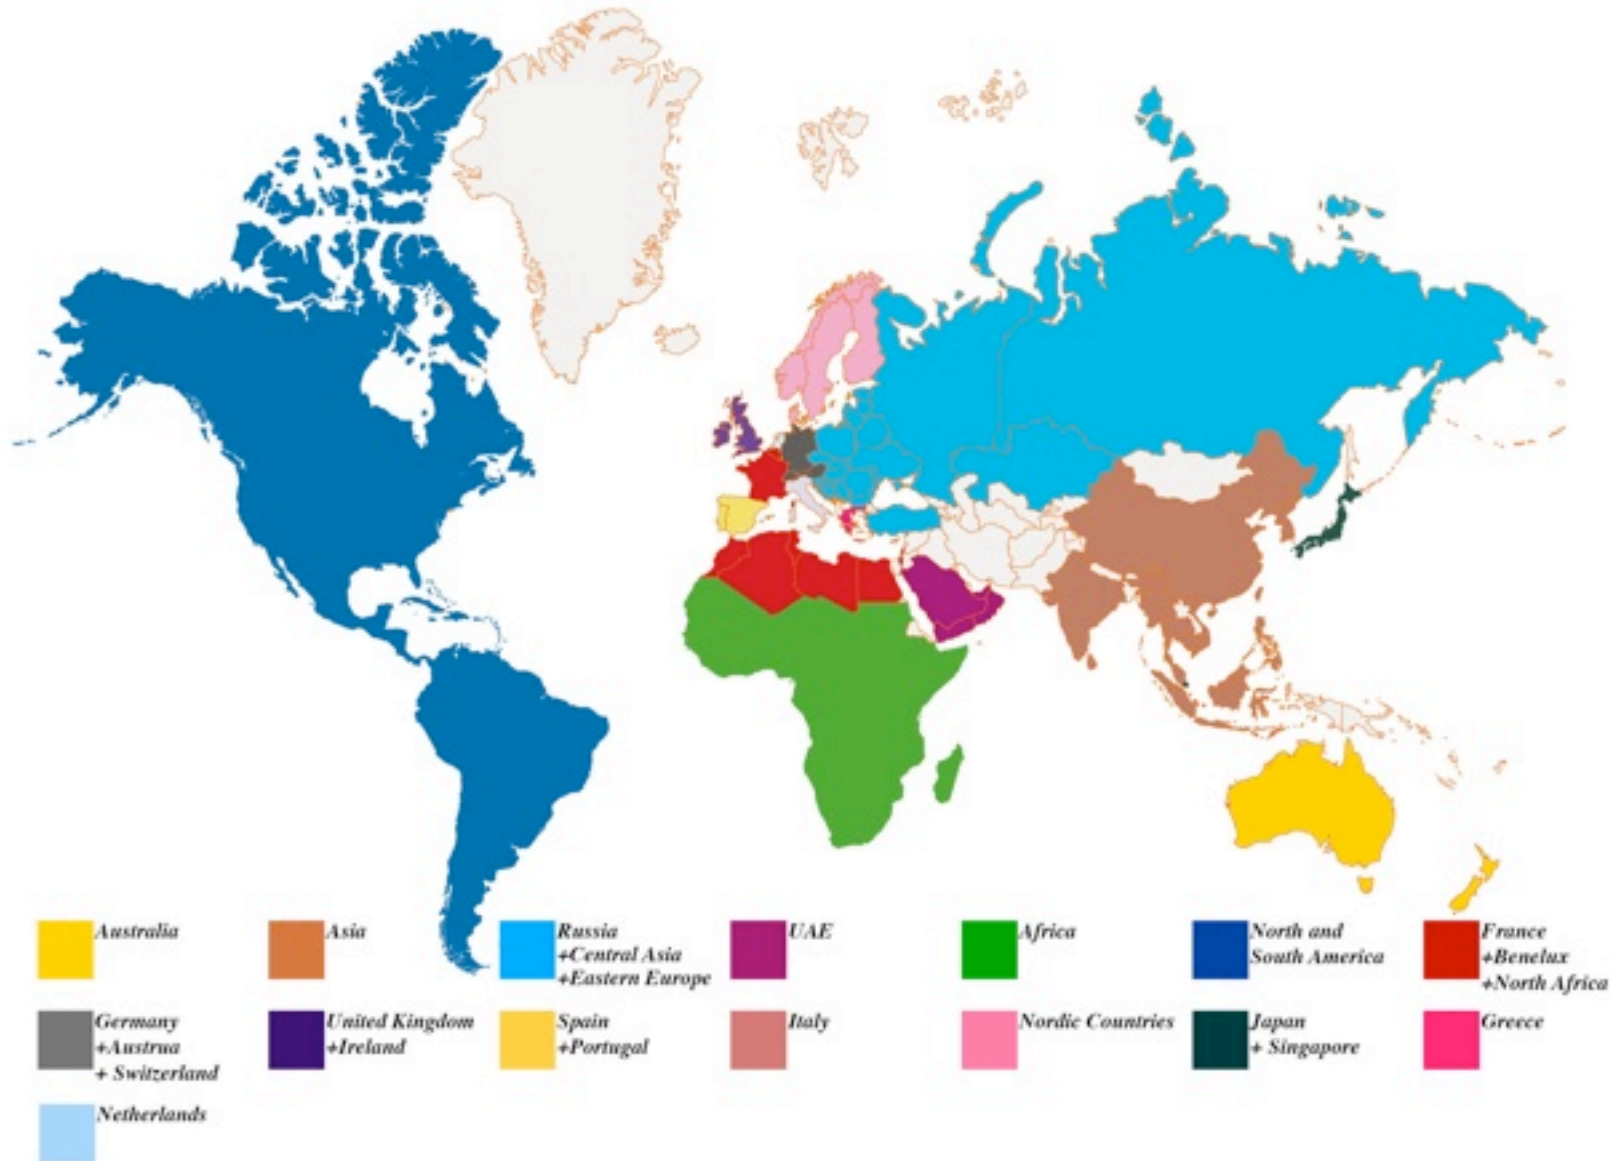 Australia
Asia
Russia
+Central Asia
+Eastern Europe
UAE
Africa
North and
South America
France
+Benelux
+North Africa
Germany
+Austrua
+ Switzerland
United Kingdom
+Ireland
Spain
+Portugal
Italy
Nordic Countries
Japan
+ Singapore
Greece
Netherlands